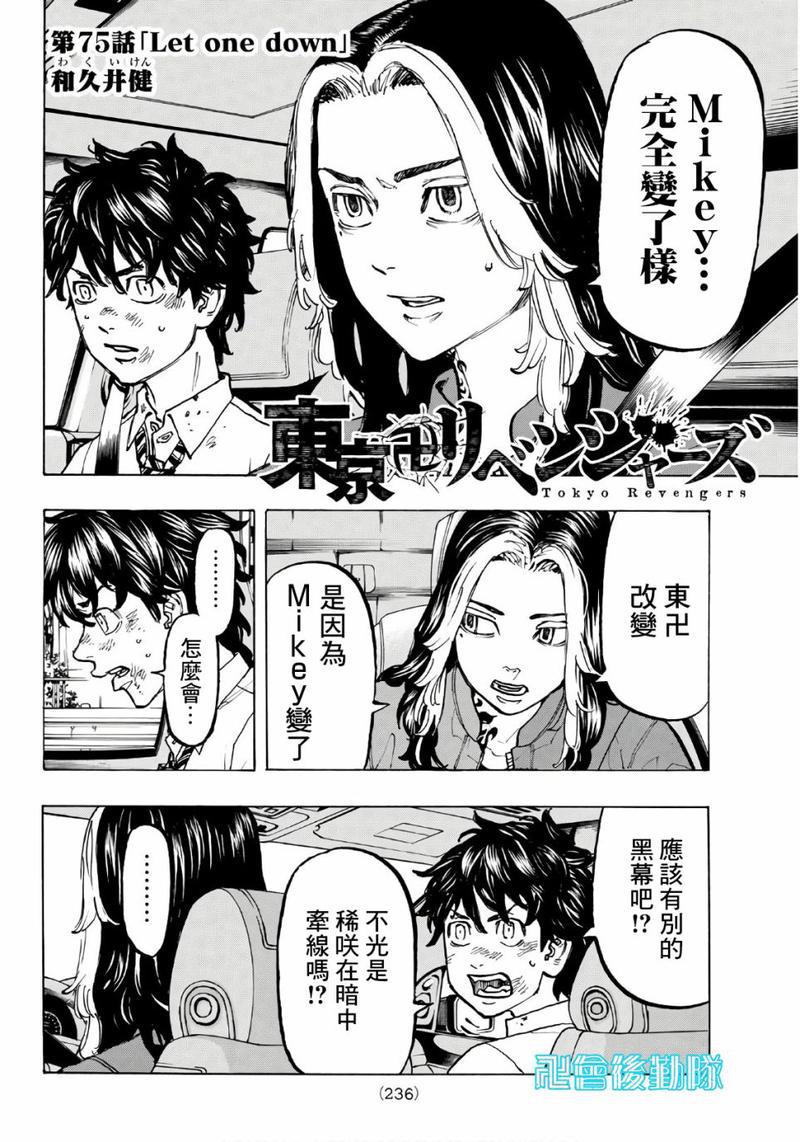 第75話「Let one down」
わくいけん
和久井健
Mikey…
完全變了樣
東京卍リベンジャーズ
Tokyo Revengers
東卍
改變
是因為
Mikey變了
………
怎麼會…
應該有別的
黑幕吧!?
不光是
稀咲在暗中
牽線嗎!?
………
卍會後勤隊
(236)